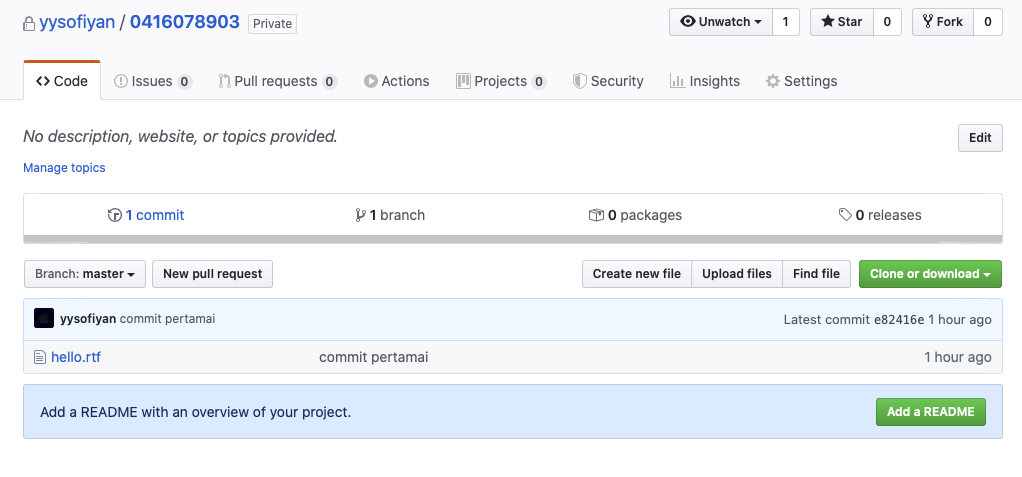 yysofiyan / 0416078903 Private Unwatch 1 Star 0 Fork 0
Code Issues 0 Pull requests 0 Actions Projects 0 Security Insights Settings
No description, website, or topics provided. Edit
Manage topics
1 commit 1 branch 0 packages 0 releases
Branch: master New pull request Create new file Upload files Find file Clone or download
yysofiyan commit pertamai Latest commit e82416e 1 hour ago
hello.rtf commit pertamai 1 hour ago
Add a README with an overview of your project. Add a README